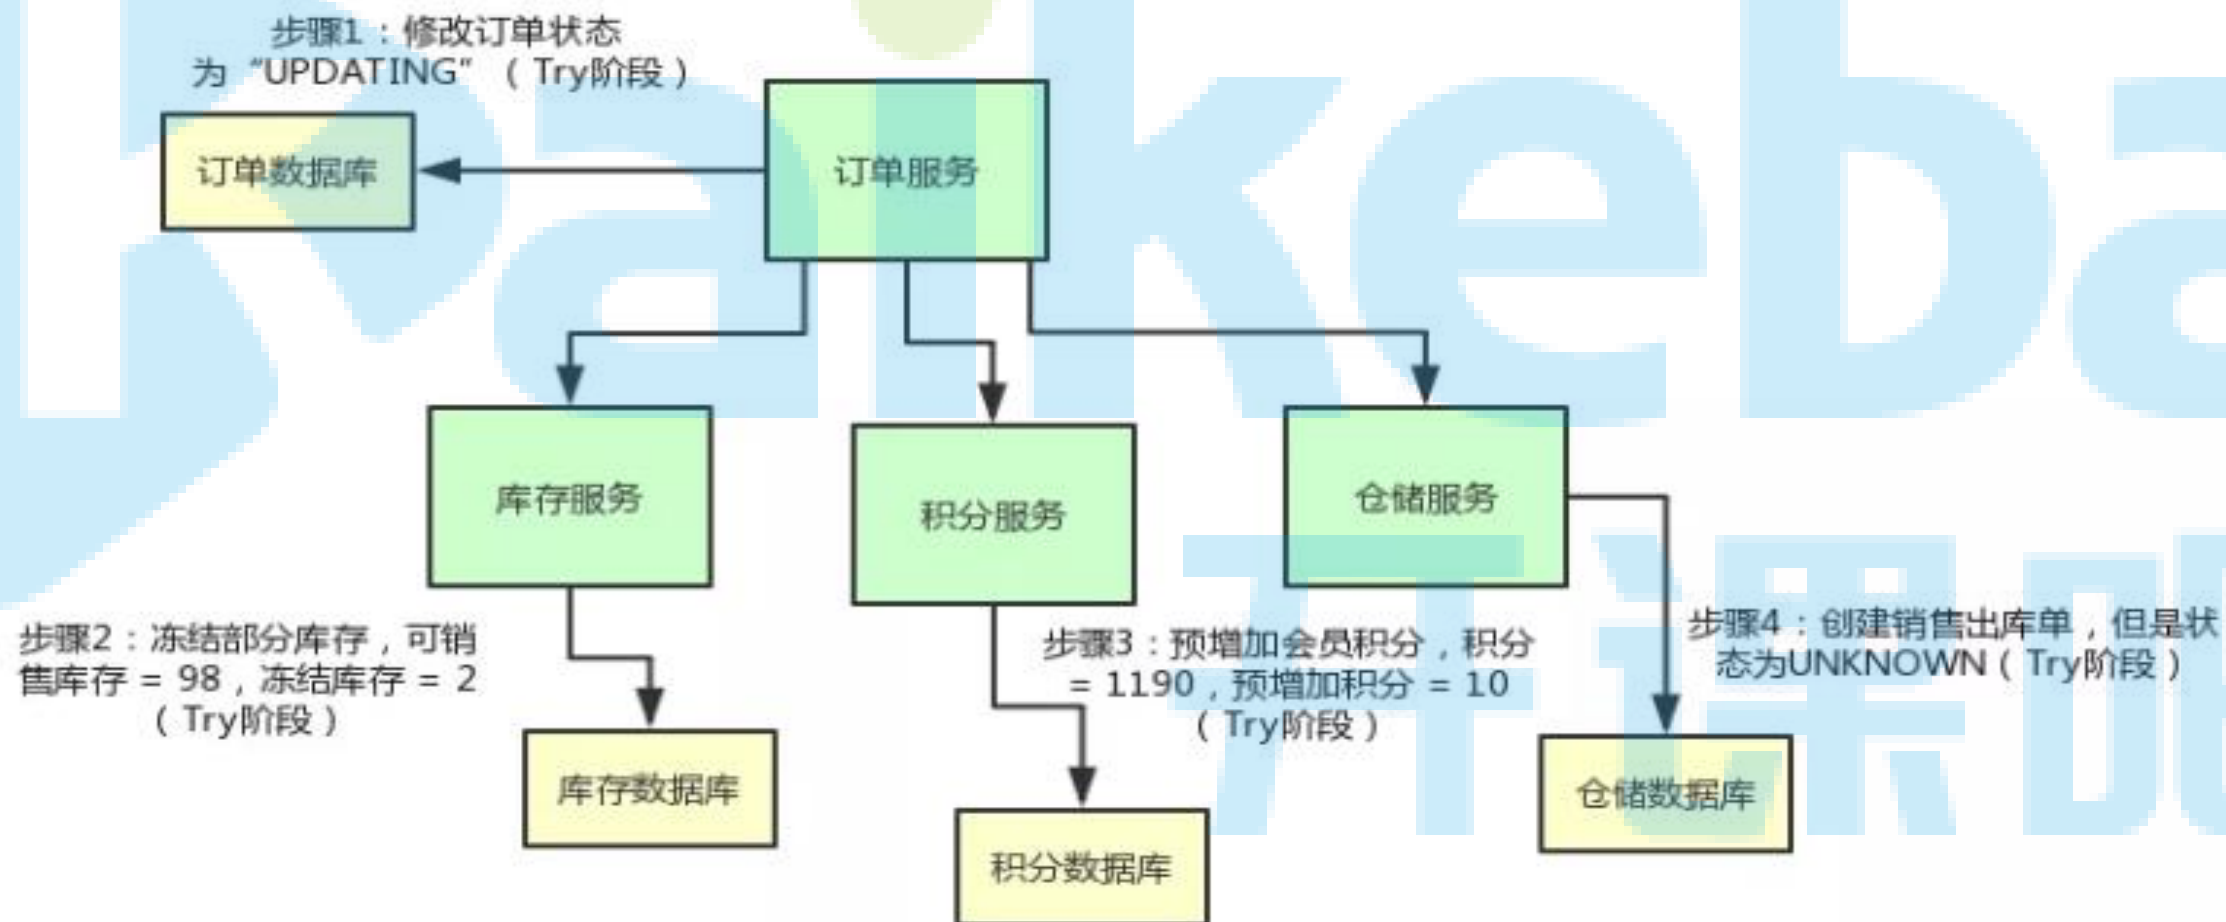 步骤1：修改订单状态
为“UPDATING”（Try阶段）
订单数据库
订单服务
库存服务
积分服务
仓储服务
步骤2：冻结部分库存，可销
售库存 = 98，冻结库存 = 2
（Try阶段）
步骤3：预增加会员积分，积分
= 1190，预增加积分 = 10
（Try阶段）
步骤4：创建销售出库单，但是状
态为UNKNOWN（Try阶段）
库存数据库
积分数据库
仓储数据库
kaikeba
开课吧